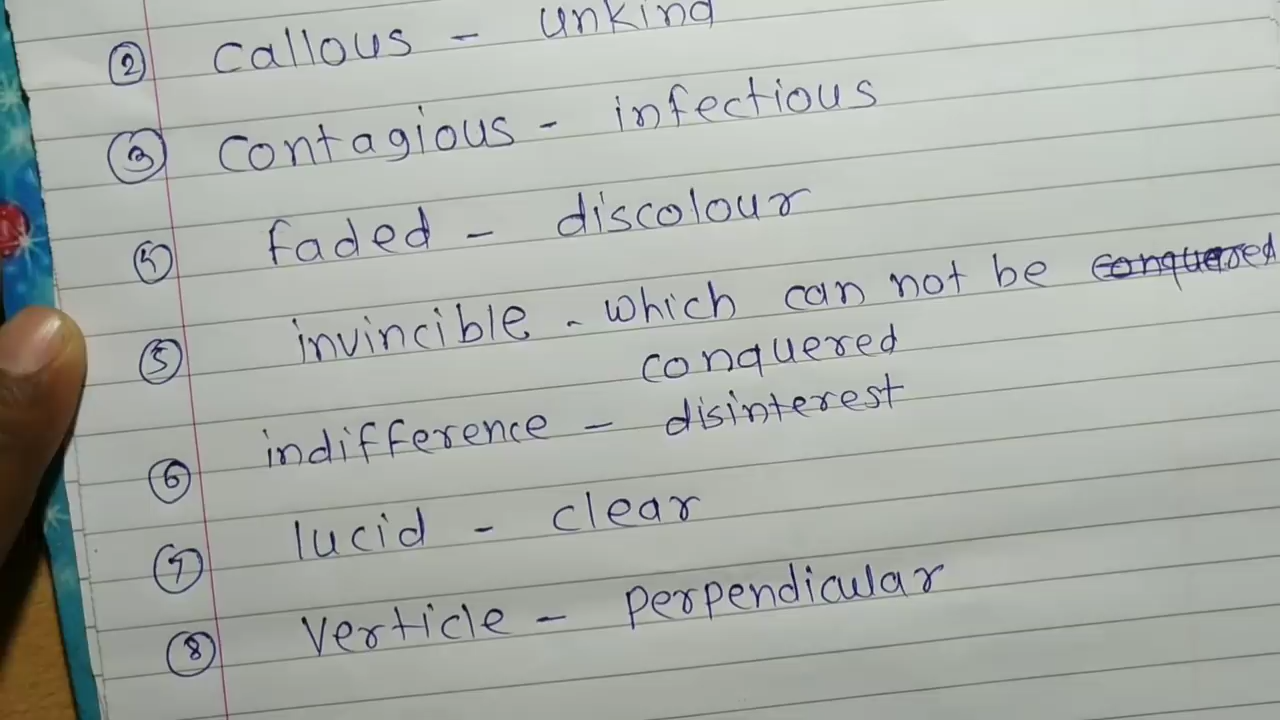 ② callous - unkind
③ contagious - infectious
④ faded - discolour
⑤ invincible - which can not be conquered
conquered
⑥ indifference - disinterest
⑦ lucid - clear
⑧ verticle - perpendicular